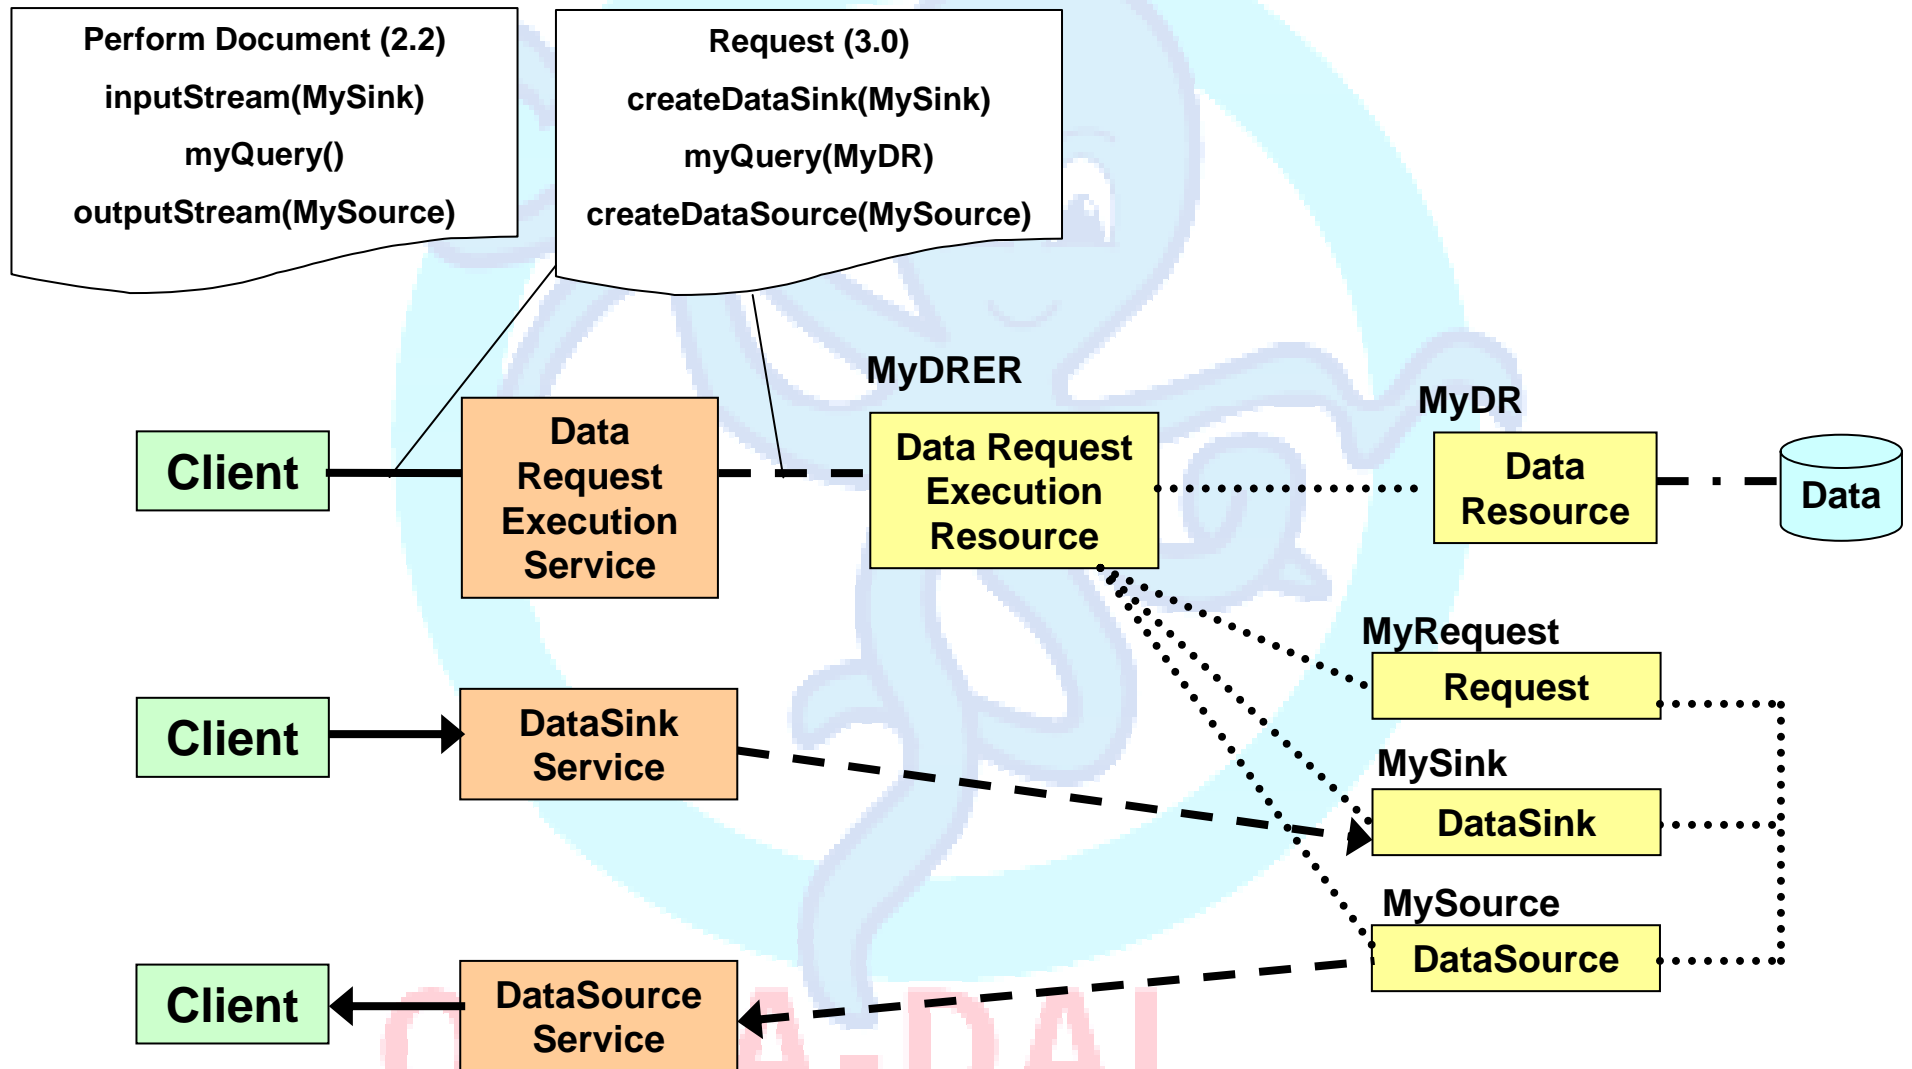 Perform Document (2.2)
inputStream(MySink)
myQuery()
outputStream(MySource)
Request (3.0)
createDataSink(MySink)
myQuery(MyDR)
createDataSource(MySource)
MyDRER
MyDR
Client
Data
Request
Execution
Service
Data Request
Execution
Resource
Data
Resource
Data
MyRequest
Request
Client
DataSink
Service
MySink
DataSink
MySource
DataSource
Client
DataSource
Service